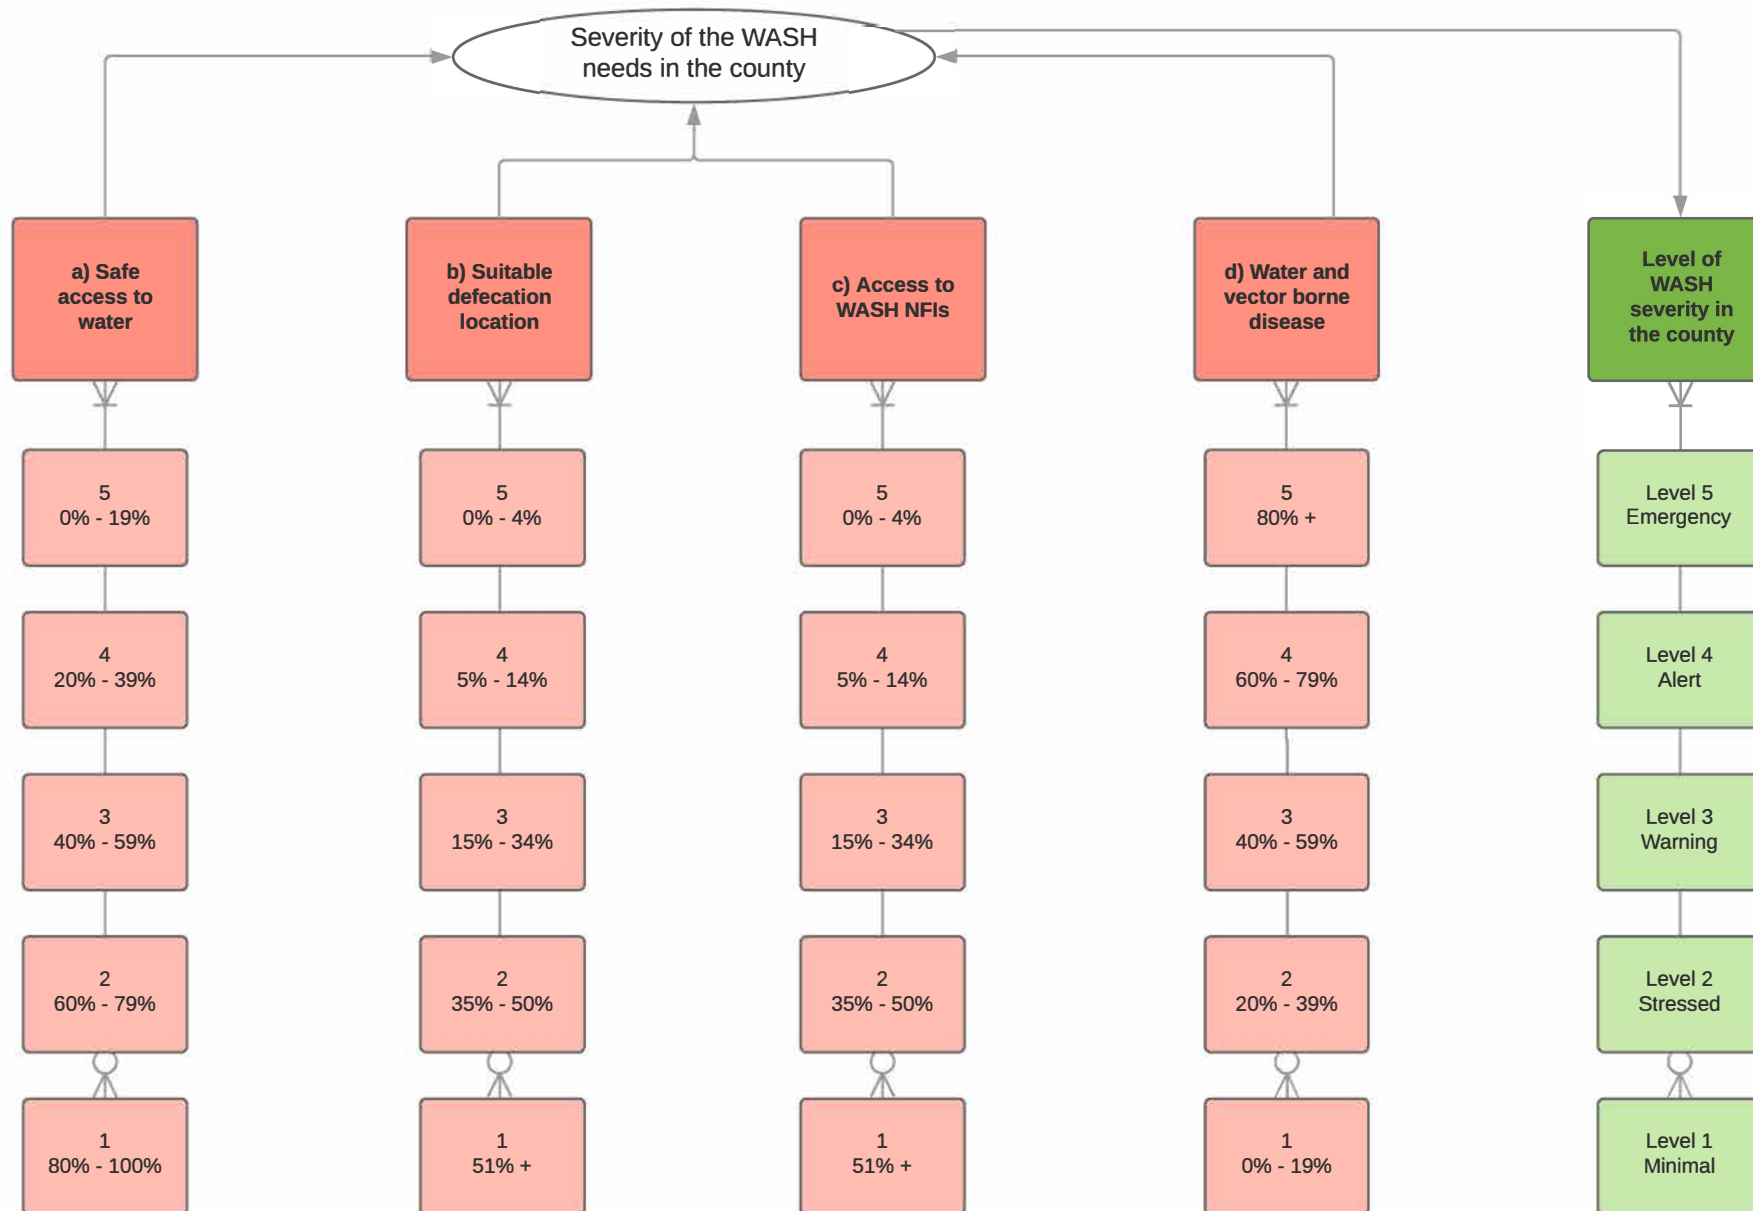 Severity of the WASH
needs in the county
a) Safe
access to
water
b) Suitable
defecation
location
c) Access to
WASH NFIs
d) Water and
vector borne
disease
Level of
WASH
severity in
the county
5
0% - 19%
5
0% - 4%
5
0% - 4%
5
80% +
Level 5
Emergency
4
20% - 39%
4
5% - 14%
4
5% - 14%
4
60% - 79%
Level 4
Alert
3
40% - 59%
3
15% - 34%
3
15% - 34%
3
40% - 59%
Level 3
Warning
2
60% - 79%
2
35% - 50%
2
35% - 50%
2
20% - 39%
Level 2
Stressed
1
80% - 100%
1
51% +
1
51% +
1
0% - 19%
Level 1
Minimal